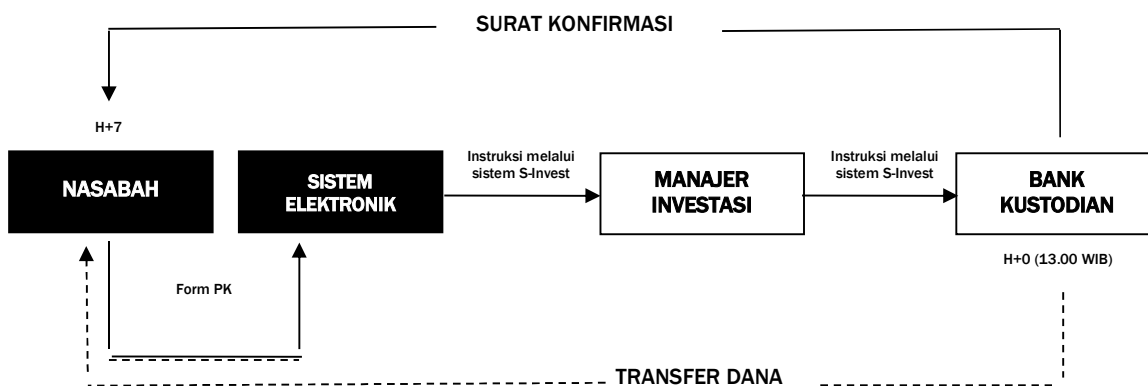 SURAT KONFIRMASI
H+7
NASABAH
SISTEM
ELEKTRONIK
Instruksi melalui
sistem S-Invest
MANAJER
INVESTASI
Instruksi melalui
sistem S-Invest
BANK
KUSTODIAN
H+0 (13.00 WIB)
Form PK
TRANSFER DANA